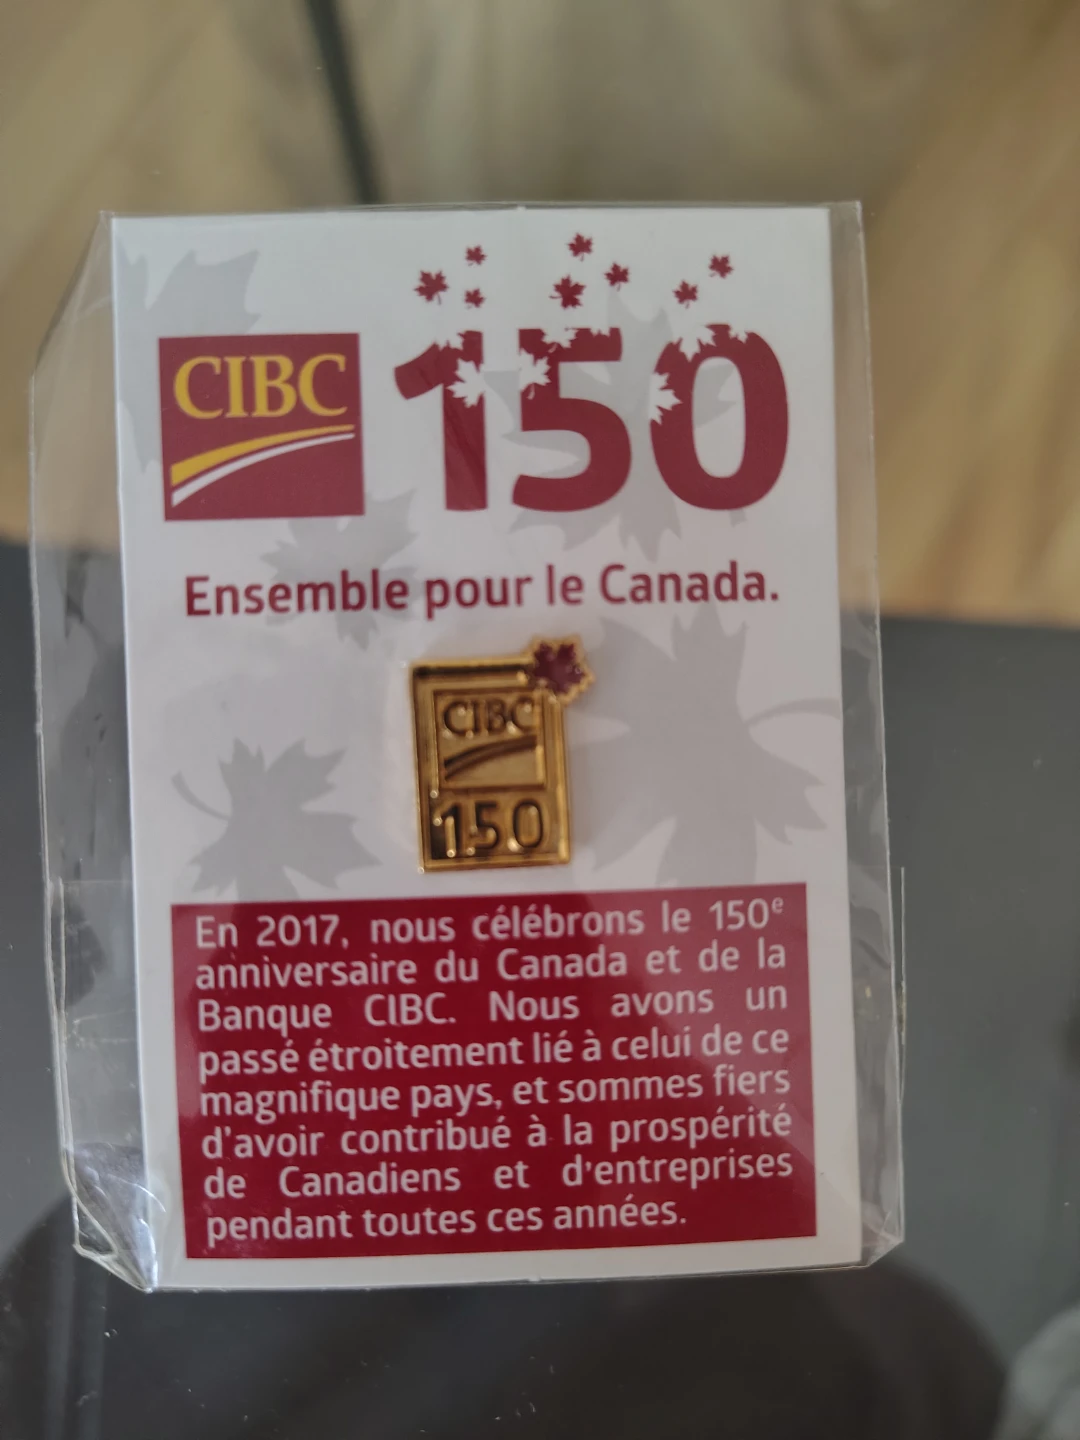 CIBC
150
Ensemble pour le Canada.
CIBC
150
En 2017, nous célébrons le 150e
anniversaire du Canada et de la
Banque CIBC. Nous avons un
passé étroitement lié à celui de ce
magnifique pays, et sommes fiers
d'avoir contribué à la prospérité
de Canadiens et d'entreprises
pendant toutes ces années.